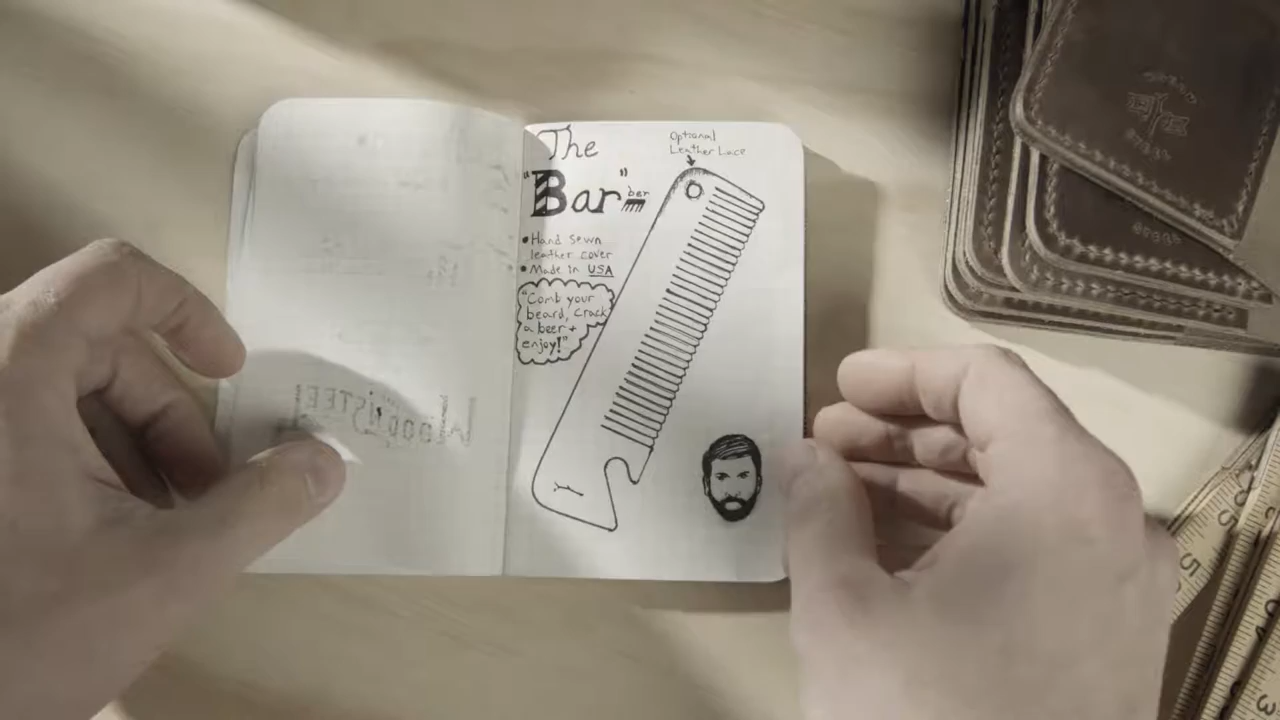 The
"Bar"ber
Optional
Leather Lace
• Hand Sewn
leather cover
• Made in USA
"Comb your
beard, crack
a beer +
enjoy!"